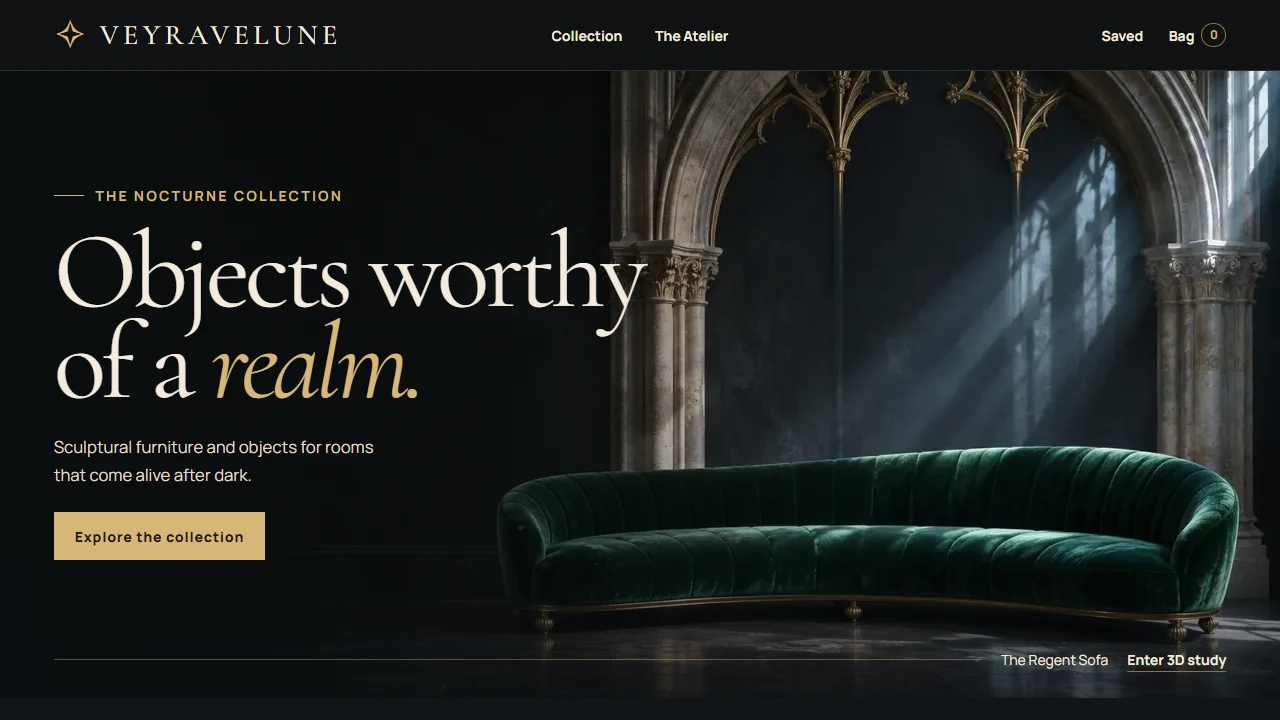 VEYRAVELUNE
Collection
The Atelier
Saved
Bag 0
THE NOCTURNE COLLECTION
Objects worthy
of a realm.
Sculptural furniture and objects for rooms
that come alive after dark.
Explore the collection
The Regent Sofa
Enter 3D study